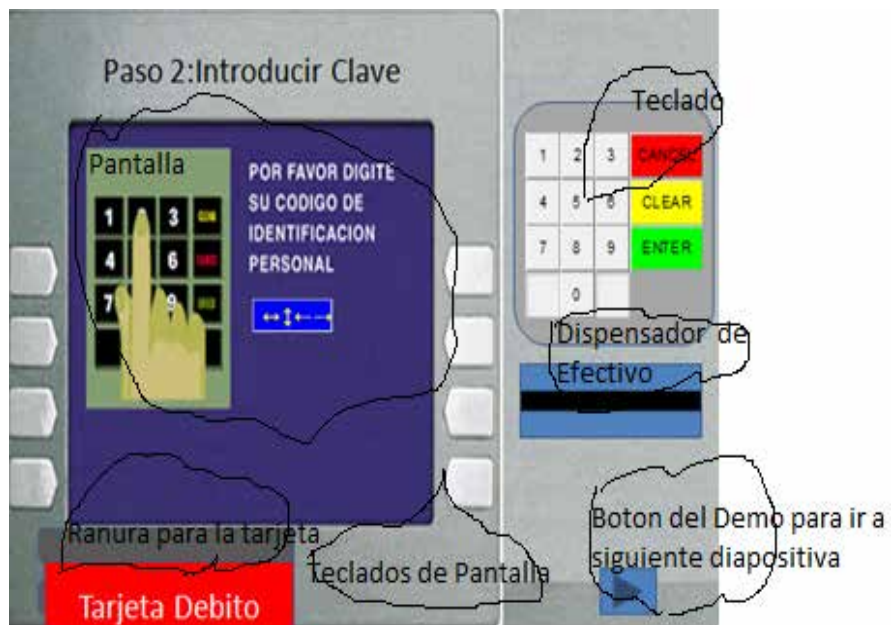 Paso 2:Introducir Clave
Pantalla
POR FAVOR DIGITE
SU CODIGO DE
IDENTIFICACION
PERSONAL
1 3
4 6
7 9
Teclado
1 2 3 CANCEL
4 5 6 CLEAR
7 8 9 ENTER
0
Dispensador de
Efectivo
Ranura para la tarjeta
Teclados de Pantalla
Boton del Demo para ir a
siguiente diapositiva
Tarjeta Debito